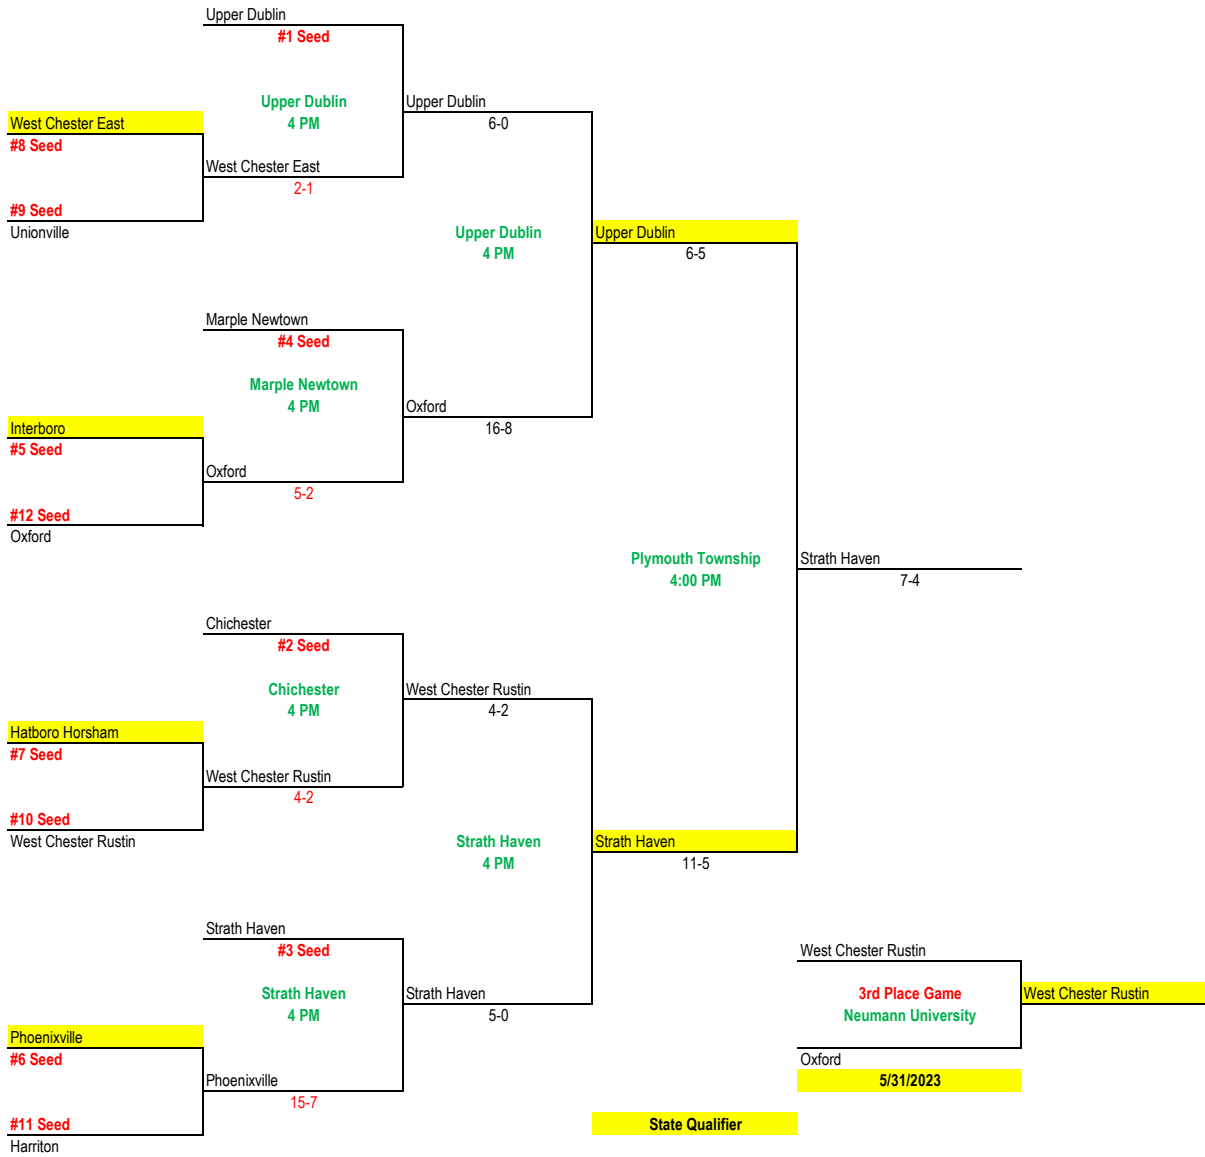 Upper Dublin
#1 Seed
Upper Dublin
4 PM
Upper Dublin
6-0
West Chester East
#8 Seed
West Chester East
2-1
#9 Seed
Unionville
Upper Dublin
4 PM
Upper Dublin
6-5
Marple Newtown
#4 Seed
Marple Newtown
4 PM
Oxford
16-8
Interboro
#5 Seed
Oxford
5-2
#12 Seed
Oxford
Plymouth Township
4:00 PM
Strath Haven
7-4
Chichester
#2 Seed
Chichester
4 PM
West Chester Rustin
4-2
Hatboro Horsham
#7 Seed
West Chester Rustin
4-2
#10 Seed
West Chester Rustin
Strath Haven
4 PM
Strath Haven
11-5
Strath Haven
#3 Seed
Strath Haven
4 PM
Strath Haven
5-0
West Chester Rustin
3rd Place Game
Neumann University
West Chester Rustin
Phoenixville
#6 Seed
Phoenixville
15-7
Oxford
5/31/2023
#11 Seed
Harriton
State Qualifier